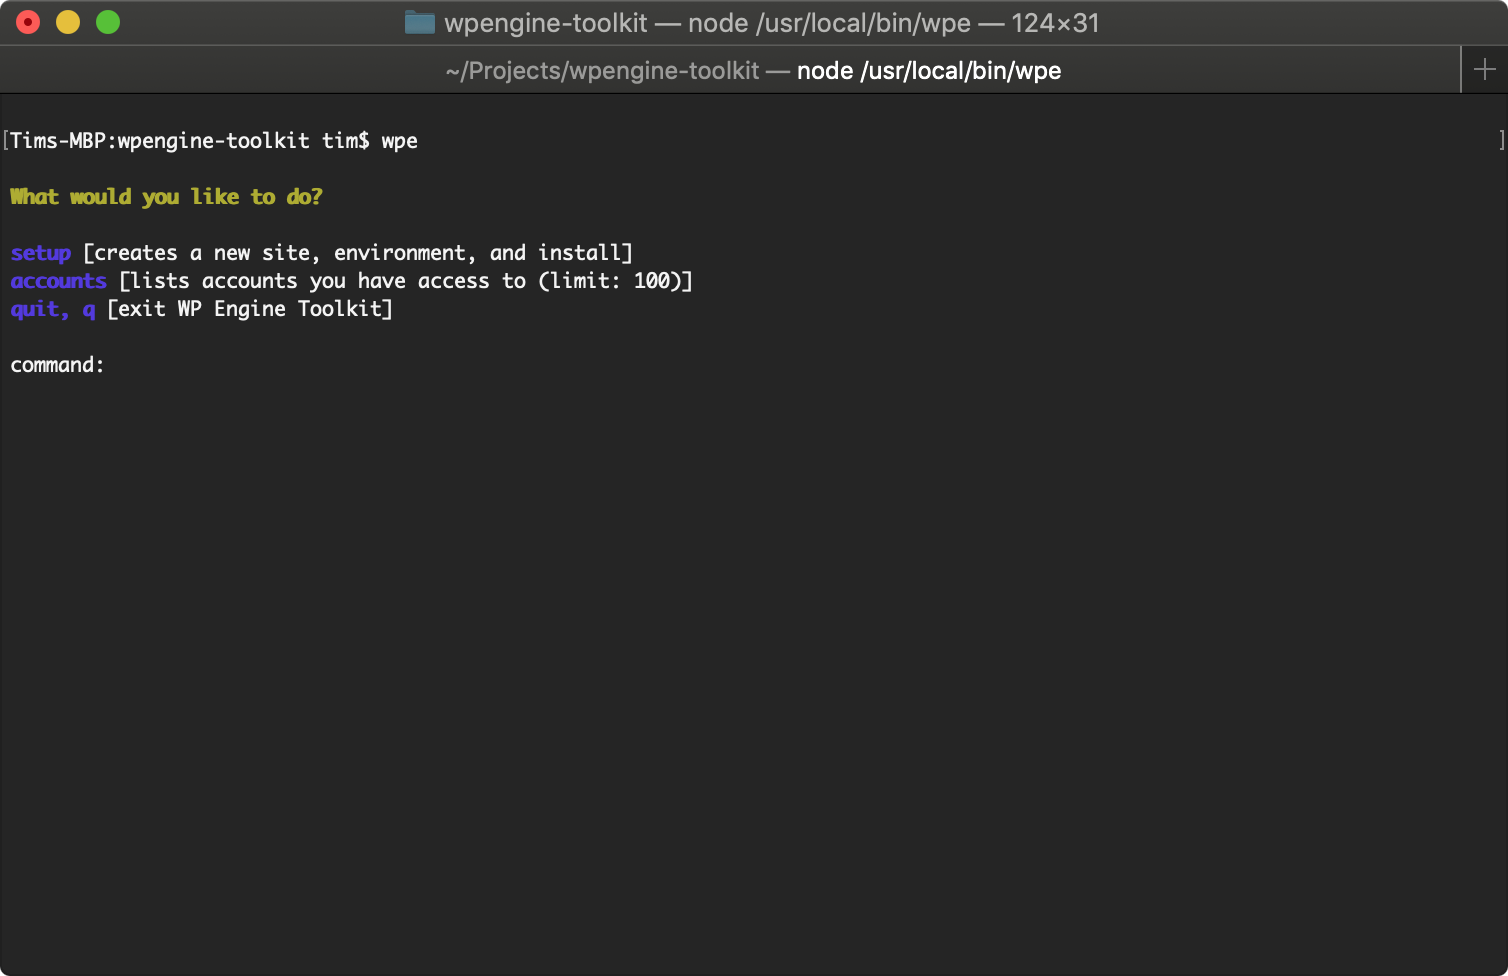 wpengine-toolkit — node /usr/local/bin/wpe — 124×31
~/Projects/wpengine-toolkit — node /usr/local/bin/wpe
[Tims-MBP:wpengine-toolkit tim$ wpe ]
What would you like to do?
setup [creates a new site, environment, and install]
accounts [lists accounts you have access to (limit: 100)]
quit, q [exit WP Engine Toolkit]
command: